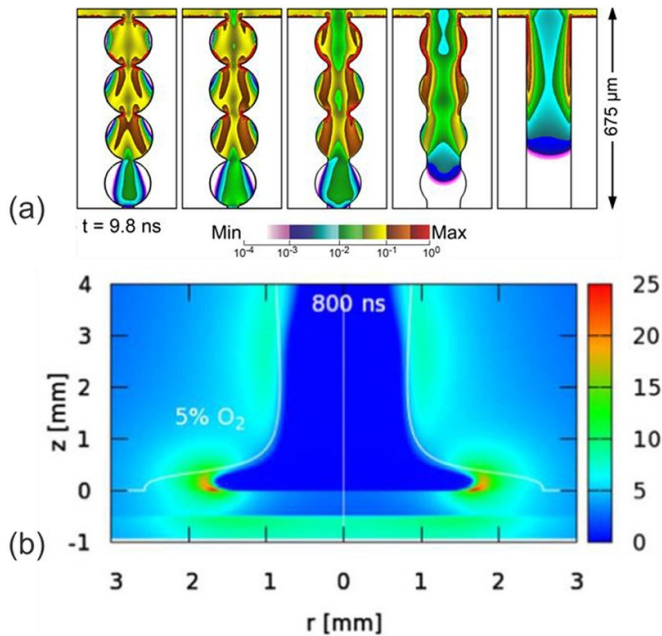 675 µm
(a)
t = 9.8 ns
Min
Max
10⁻⁴
10⁻³
10⁻²
10⁻¹
10⁰
(b)
800 ns
5% O₂
z [mm]
4
3
2
1
0
-1
3
2
1
0
1
2
3
r [mm]
25
20
15
10
5
0